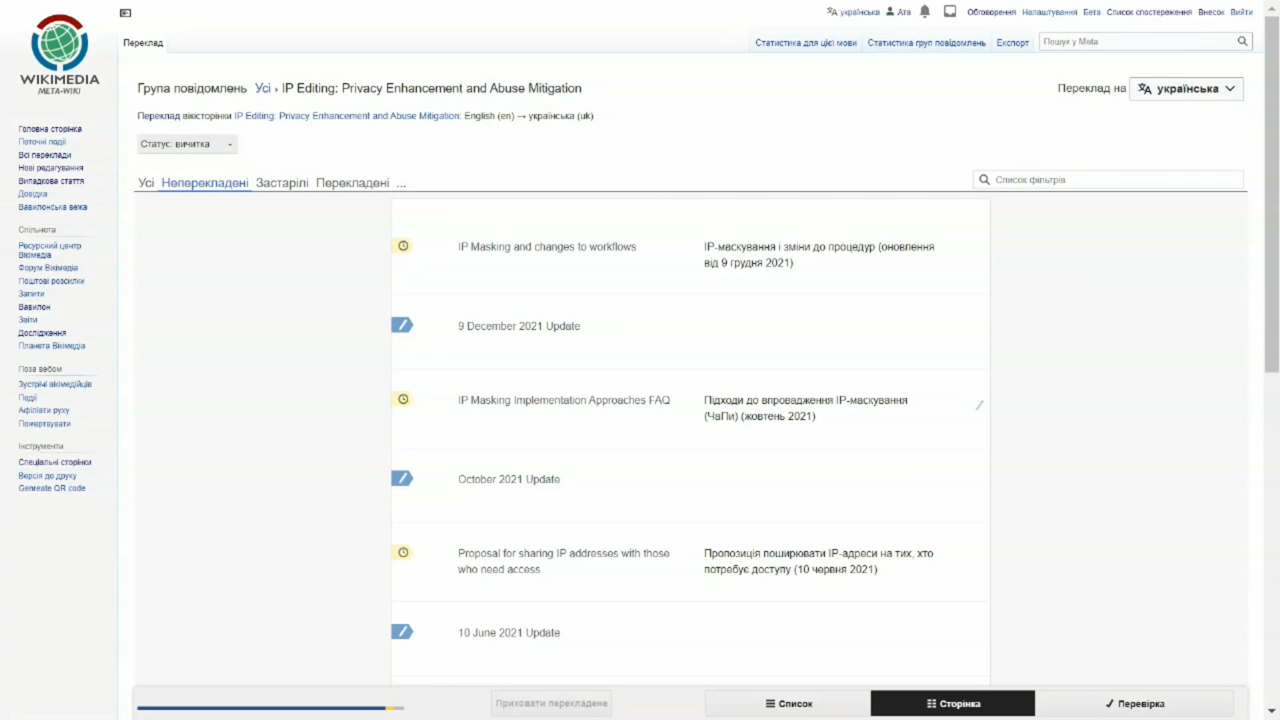 українська Ата Обговорення Налаштування Бета Список спостереження Внесок Вийти
Переклад
Статистика для цієї мови Статистика груп повідомлень Експорт Пошук у Meta
WIKIMEDIA
META-WIKI
Група повідомлень Усі › IP Editing: Privacy Enhancement and Abuse Mitigation
Переклад на українська
Переклад вікісторінки IP Editing: Privacy Enhancement and Abuse Mitigation: English (en) → українська (uk)
Статус: вичитка
Усі Неперекладені Застарілі Перекладені ...
Список фільтрів
Головна сторінка
Поточні події
Всі переклади
Нові редагування
Випадкова стаття
Довідка
Вавилонська вежа
Спільнота
Ресурсний центр
Вікімедіа
Форум Вікімедіа
Поштові розсилки
Запити
Вавилон
Звіти
Дослідження
Планета Вікімедіа
Поза вебом
Зустрічі вікімедійців
Події
Афіліати руху
Пожертвувати
Інструменти
Спеціальні сторінки
Версія до друку
Genreate QR code
IP Masking and changes to workflows
IP-маскування і зміни до процедур (оновлення
від 9 грудня 2021)
9 December 2021 Update
IP Masking Implementation Approaches FAQ
Підходи до впровадження IP-маскування
(ЧаПи) (жовтень 2021)
October 2021 Update
Proposal for sharing IP addresses with those
who need access
Пропозиція поширювати IP-адреси на тих, хто
потребує доступу (10 червня 2021)
10 June 2021 Update
Приховати перекладене
Список
Сторінка
Перевірка